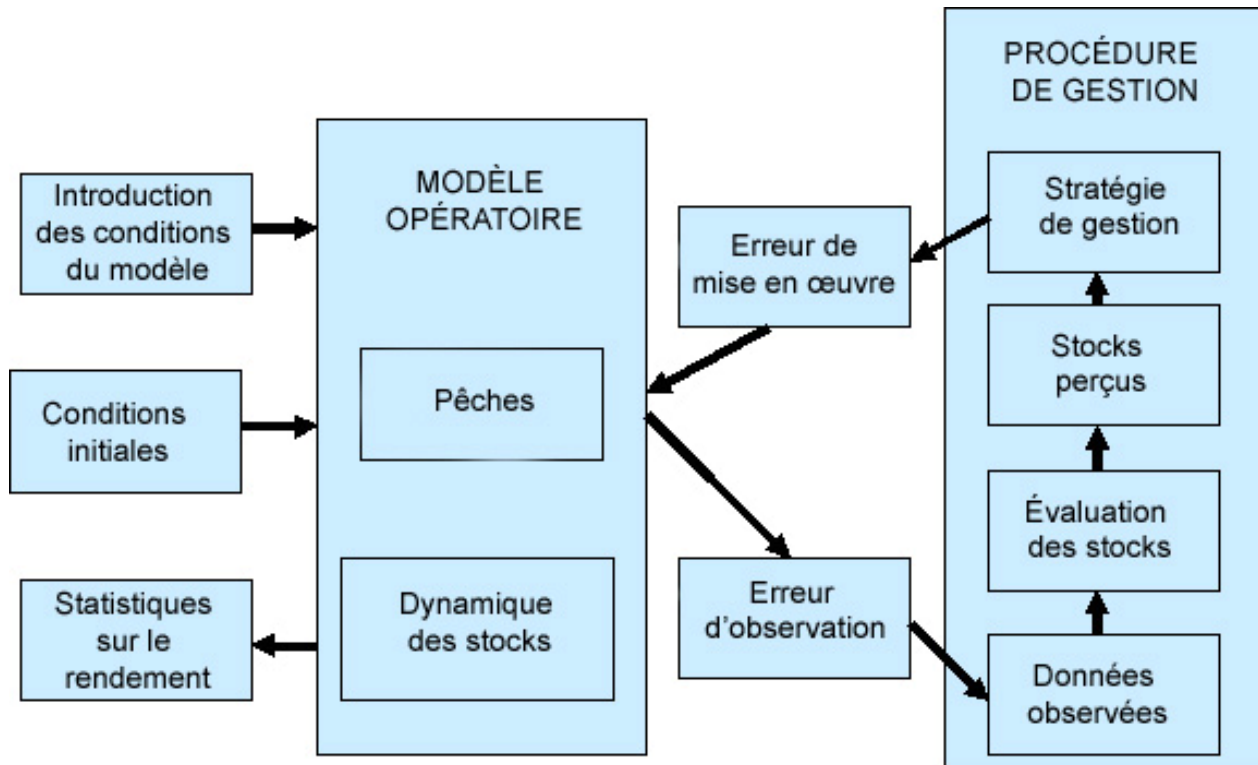 Introduction
des conditions
du modèle
Conditions
initiales
Statistiques
sur le
rendement
MODÈLE
OPÉRATOIRE
Pêches
Dynamique
des stocks
Erreur de
mise en œuvre
Erreur
d'observation
PROCÉDURE
DE GESTION
Stratégie
de gestion
Stocks
perçus
Évaluation
des stocks
Données
observées